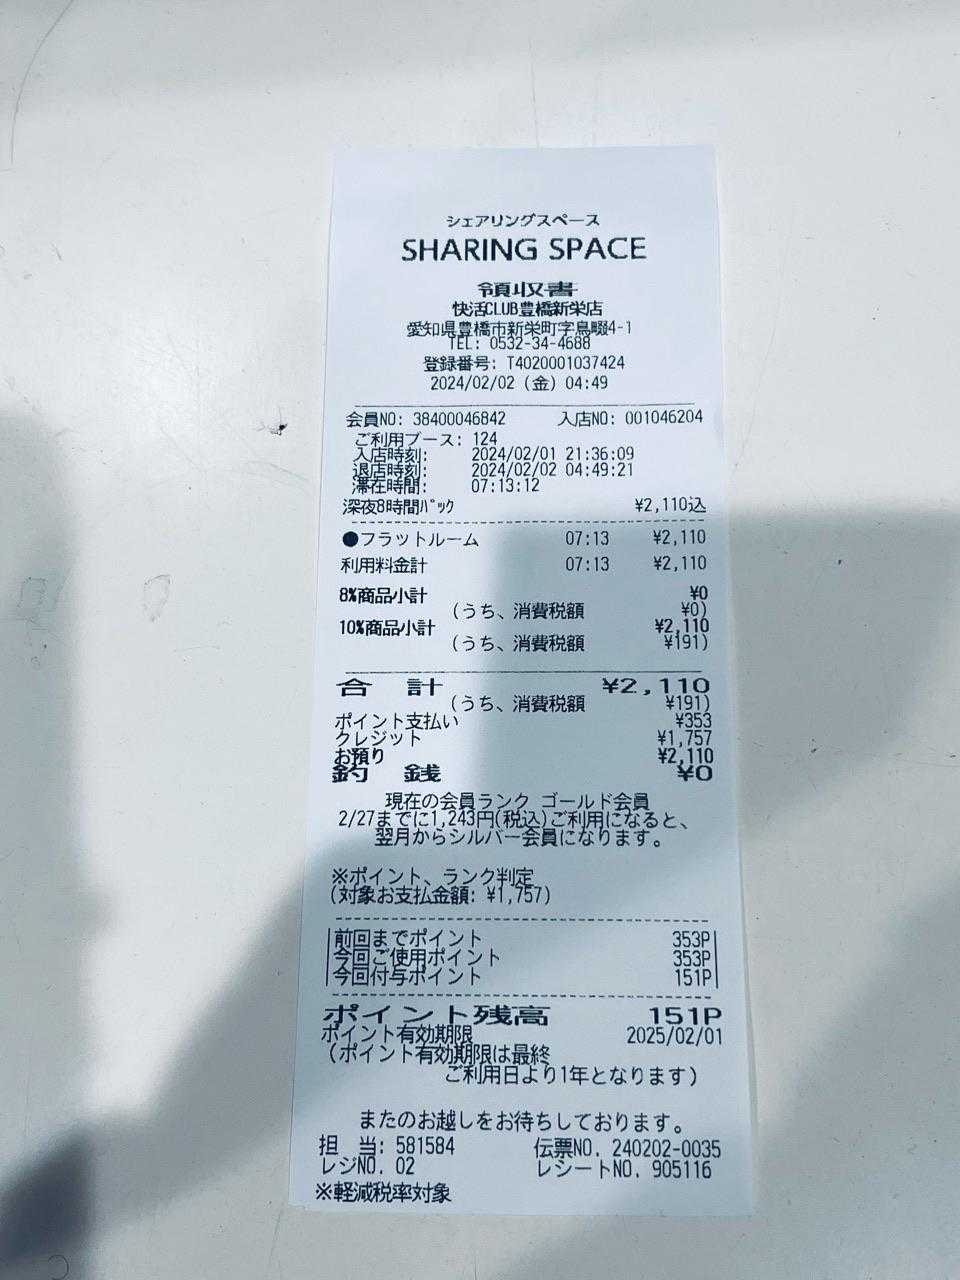 シェアリングスペース
SHARING SPACE
領収書
快活CLUB豊橋新栄店
愛知県豊橋市新栄町字鳥畷4-1
TEL: 0532-34-4688
登録番号: T4020001037424
2024/02/02 (金) 04:49
会員NO: 38400046842 入店NO: 001046204
ご利用ブース: 124
入店時刻: 2024/02/01 21:36:09
退店時刻: 2024/02/02 04:49:21
滞在時間: 07:13:12
深夜8時間ﾊﾟｯｸ ¥2,110込
●フラットルーム 07:13 ¥2,110
利用料金計 07:13 ¥2,110
8%商品小計 ¥0
(うち、消費税額 ¥0)
10%商品小計 ¥2,110
(うち、消費税額 ¥191)
合 計 ¥2,110
(うち、消費税額 ¥191)
ポイント支払い ¥353
クレジット ¥1,757
お預り ¥2,110
釣 銭 ¥0
現在の会員ランク ゴールド会員
2/27までに1,243円(税込)ご利用になると、
翌月からシルバー会員になります。
※ポイント、ランク判定
(対象お支払金額: ¥1,757)
前回までポイント 353P
今回ご使用ポイント 353P
今回付与ポイント 151P
ポイント残高 151P
ポイント有効期限 2025/02/01
(ポイント有効期限は最終
ご利用日より1年となります)
またのお越しをお待ちしております。
担 当: 581584 伝票NO. 240202-0035
レジNO. 02 レシートNO. 905116
※軽減税率対象